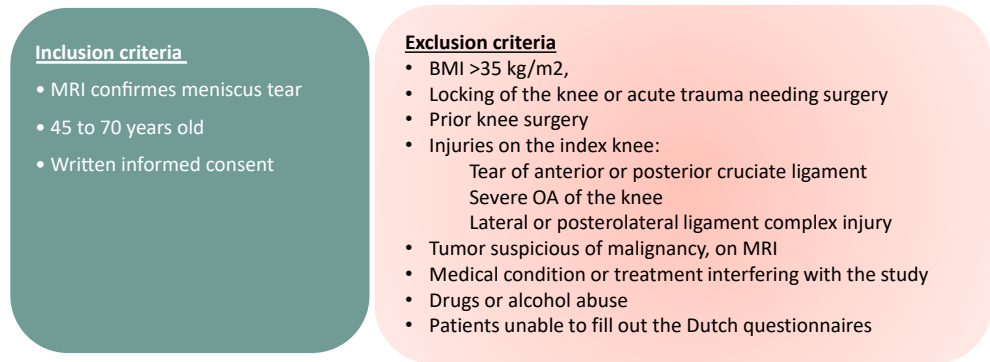 Inclusion criteria
• MRI confirmes meniscus tear
• 45 to 70 years old
• Written informed consent
Exclusion criteria
• BMI >35 kg/m2,
• Locking of the knee or acute trauma needing surgery
• Prior knee surgery
• Injuries on the index knee:
Tear of anterior or posterior cruciate ligament
Severe OA of the knee
Lateral or posterolateral ligament complex injury
• Tumor suspicious of malignancy, on MRI
• Medical condition or treatment interfering with the study
• Drugs or alcohol abuse
• Patients unable to fill out the Dutch questionnaires